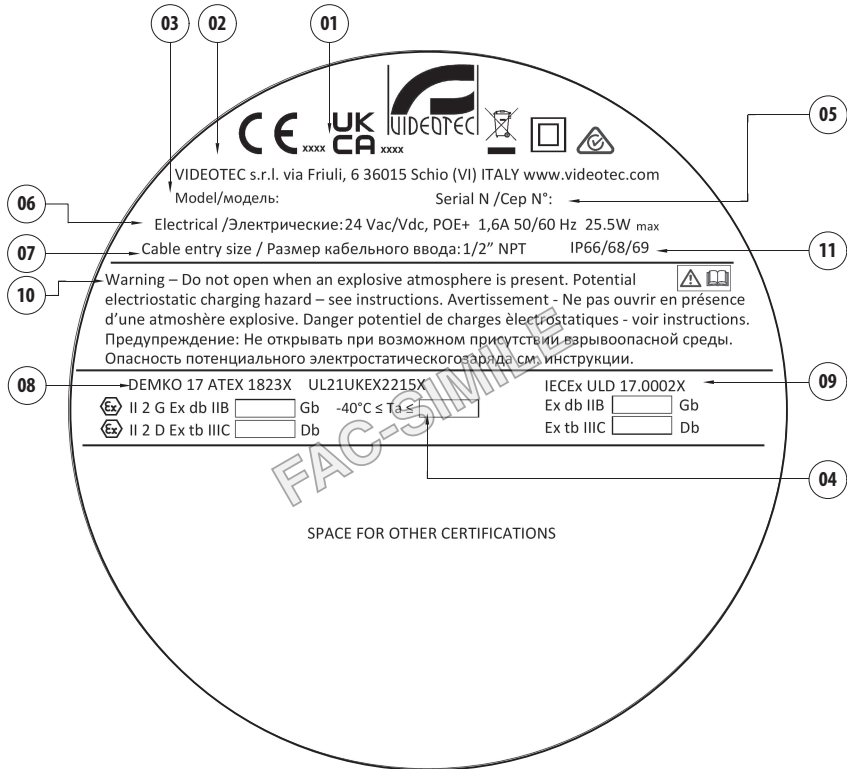 03 02 01
CE xxxx UK CA xxxx VIDEOTEC
05
VIDEOTEC s.r.l. via Friuli, 6 36015 Schio (VI) ITALY www.videotec.com
Model/модель: Serial N /Сер N°:
06 Electrical /Электрические:24 Vac/Vdc, POE+ 1,6A 50/60 Hz 25.5W max
07 Cable entry size / Размер кабельного ввода:1/2” NPT IP66/68/69 11
10 Warning – Do not open when an explosive atmosphere is present. Potential
electriostatic charging hazard – see instructions. Avertissement - Ne pas ouvrir en présence
d’une atmoshère explosive. Danger potentiel de charges èlectrostatiques - voir instructions.
Предупреждение: Не открывать при возможном присутствии взрывоопасной среды.
Опасность потенциального электростатическогозаряда см. инструкции.
08 DEMKO 17 ATEX 1823X UL21UKEX2215X IECEx ULD 17.0002X 09
Ex II 2 G Ex db IIB Gb -40°C ≤ Ta ≤ Ex db IIB Gb
Ex II 2 D Ex tb IIIC Db Ex tb IIIC Db
04
FAC-SIMILE
SPACE FOR OTHER CERTIFICATIONS